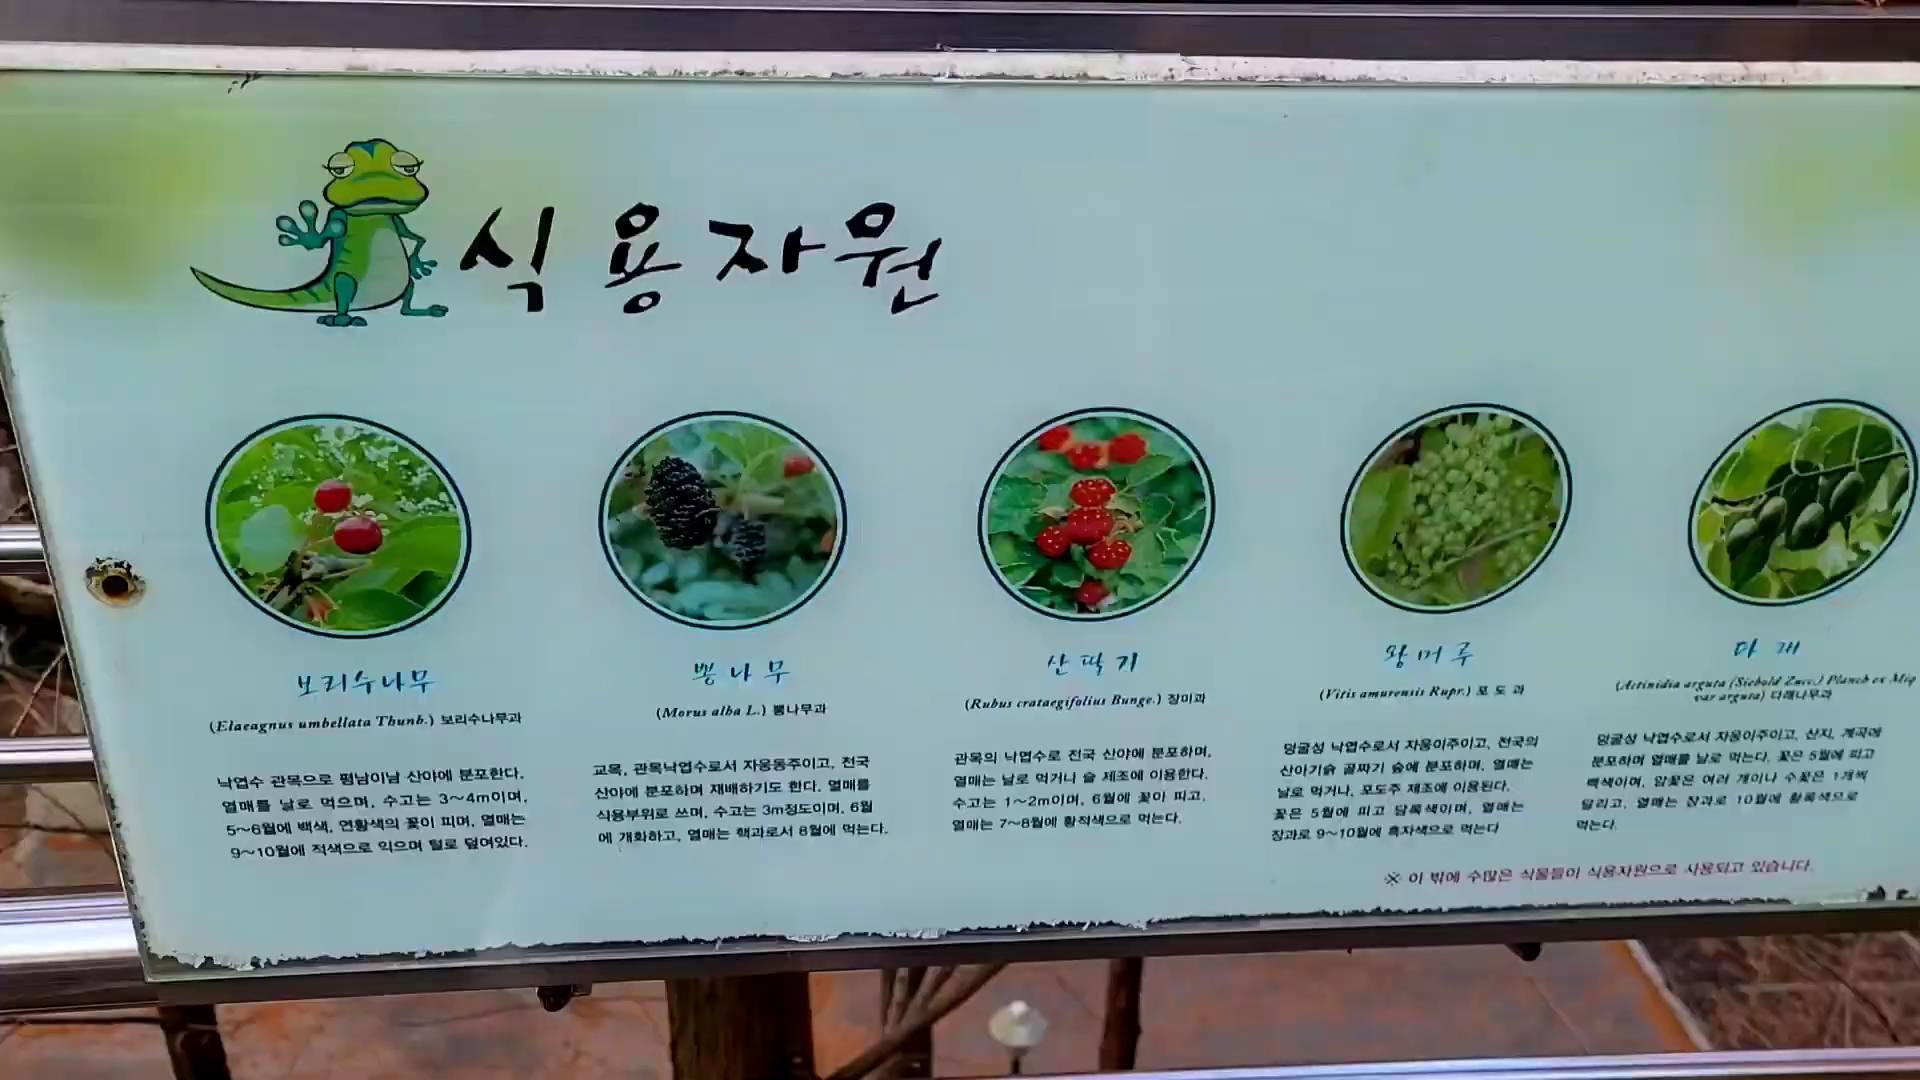 식용자원
보리수나무
(Elaeagnus umbellata Thunb.) 보리수나무과
낙엽수 관목으로 평남이남 산야에 분포한다.
열매를 날로 먹으며, 수고는 3~4m이며,
5~6월에 백색, 연황색의 꽃이 피며, 열매는
9~10월에 적색으로 익으며 털로 덮여있다.
뽕나무
(Morus alba L.) 뽕나무과
교목, 관목낙엽수로서 자웅동주이고, 전국
산야에 분포하며 재배하기도 한다. 열매를
식용부위로 쓰며, 수고는 3m정도이며, 6월
에 개화하고, 열매는 핵과로서 8월에 먹는다.
산딸기
(Rubus crataegifolius Bunge.) 장미과
관목의 낙엽수로 전국 산야에 분포하며,
열매는 날로 먹거나 술 제조에 이용한다.
수고는 1~2m이며, 6월에 꽃이 피고,
열매는 7~8월에 황적색으로 먹는다.
왕머루
(Vitis amurensis Rupr.) 포도과
덩굴성 낙엽수로서 자웅이주이고, 전국의
산야기슭 골짜기 숲에 분포하며, 열매는
날로 먹거나, 포도주 제조에 이용된다.
꽃은 5월에 피고 담록색이며, 열매는
장과로 9~10월에 흑자색으로 먹는다
다래
(Actinidia arguta (Siebold Zucc.) Planch ex Miq
var arguta) 다래나무과
덩굴성 낙엽수로서 자웅이주이고, 산지, 계곡에
분포하며 열매를 날로 먹는다. 꽃은 5월에 피고
백색이며, 암꽃은 여러 개이나 수꽃은 1개씩
달리고, 열매는 장과로 10월에 황록색으로
먹는다.
※ 이 밖에 수많은 식물들이 식용자원으로 사용되고 있습니다.